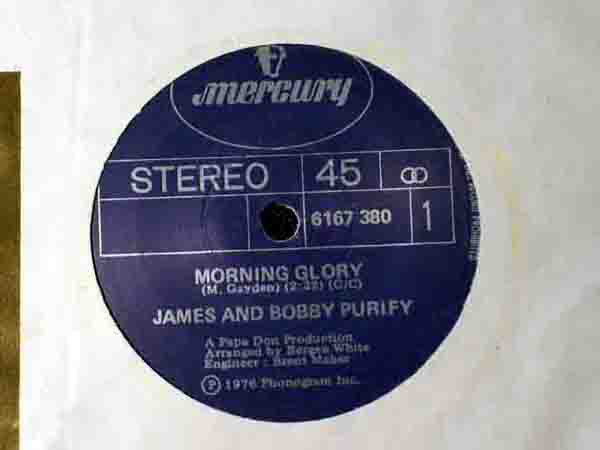 mercury
STEREO 45
6167 380 1
MORNING GLORY
(M. Gayden) (2:42) (C/C)
JAMES AND BOBBY PURIFY
A Papa Don Production
Arranged by Bergen White
Engineer : Brent Maher
℗ 1976 Phonogram Inc.